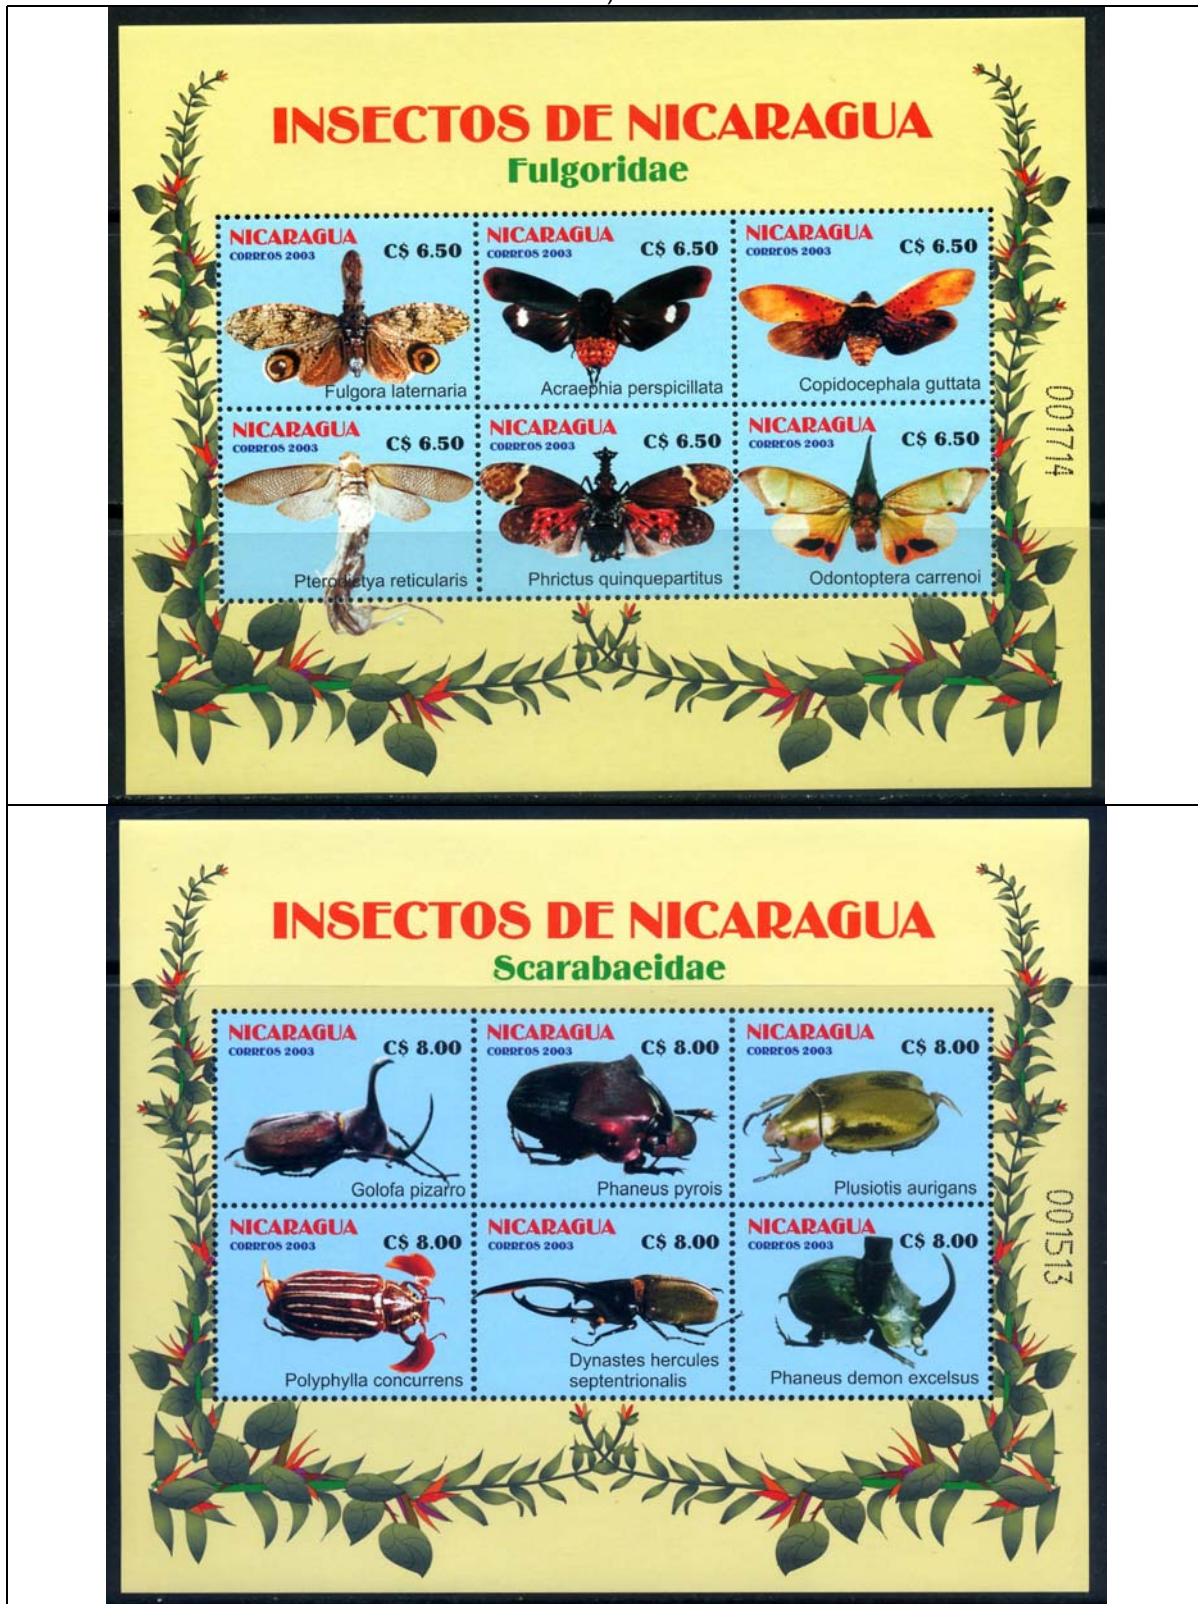 INSECTOS DE NICARAGUA
Fulgoridae
NICARAGUA
CORREOS 2003
C$ 6.50
Fulgora laternaria
NICARAGUA
CORREOS 2003
C$ 6.50
Acraephia perspicillata
NICARAGUA
CORREOS 2003
C$ 6.50
Copidocephala guttata
NICARAGUA
CORREOS 2003
C$ 6.50
Pterodictya reticularis
NICARAGUA
CORREOS 2003
C$ 6.50
Phrictus quinquepartitus
NICARAGUA
CORREOS 2003
C$ 6.50
Odontoptera carrenoi
001714
INSECTOS DE NICARAGUA
Scarabaeidae
NICARAGUA
CORREOS 2003
C$ 8.00
Golofa pizarro
NICARAGUA
CORREOS 2003
C$ 8.00
Phaneus pyrois
NICARAGUA
CORREOS 2003
C$ 8.00
Plusiotis aurigans
NICARAGUA
CORREOS 2003
C$ 8.00
Polyphylla concurrens
NICARAGUA
CORREOS 2003
C$ 8.00
Dynastes hercules
septentrionalis
NICARAGUA
CORREOS 2003
C$ 8.00
Phaneus demon excelsus
001513